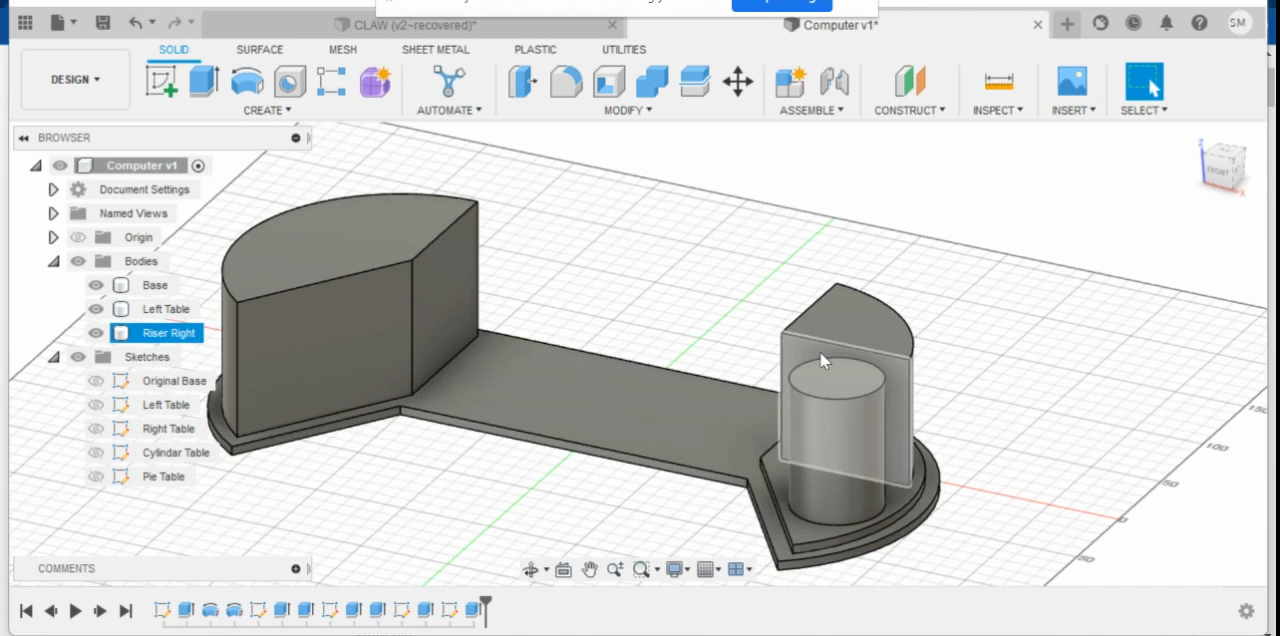 CLAW (v2~recovered)*
Computer v1*
SM
SOLID
SURFACE
MESH
SHEET METAL
PLASTIC
UTILITIES
DESIGN
CREATE
AUTOMATE
MODIFY
ASSEMBLE
CONSTRUCT
INSPECT
INSERT
SELECT
BROWSER
Computer v1
Document Settings
Named Views
Origin
Bodies
Base
Left Table
Riser Right
Sketches
Original Base
Left Table
Right Table
Cylindar Table
Pie Table
Z
FRONT
X
100
50
0
50
COMMENTS